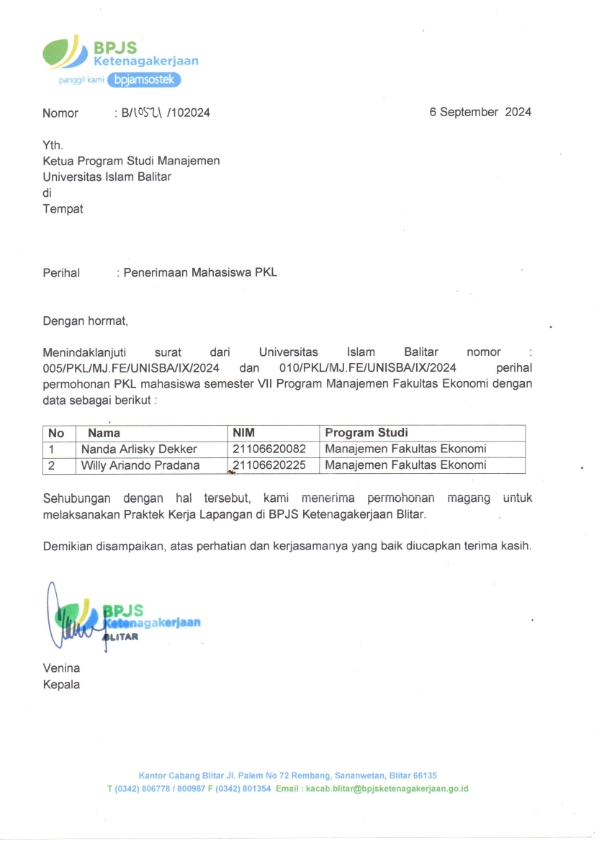 BPJS
Ketenagakerjaan
panggil kami bpjamsostek
Nomor : B/ /102024 6 September 2024
Yth.
Ketua Program Studi Manajemen
Universitas Islam Balitar
di
Tempat
Perihal : Penerimaan Mahasiswa PKL
Dengan hormat,
Menindaklanjuti surat dari Universitas Islam Balitar nomor :
005/PKL/MJ.FE/UNISBA/IX/2024 dan 010/PKL/MJ.FE/UNISBA/IX/2024 perihal
permohonan PKL mahasiswa semester VII Program Manajemen Fakultas Ekonomi dengan
data sebagai berikut :
No Nama NIM Program Studi
1 Nanda Arlisky Dekker 21106620082 Manajemen Fakultas Ekonomi
2 Willy Ariando Pradana 21106620225 Manajemen Fakultas Ekonomi
Sehubungan dengan hal tersebut, kami menerima permohonan magang untuk
melaksanakan Praktek Kerja Lapangan di BPJS Ketenagakerjaan Blitar.
Demikian disampaikan, atas perhatian dan kerjasamanya yang baik diucapkan terima kasih.
BPJS
Ketenagakerjaan
BLITAR
Venina
Kepala
Kantor Cabang Blitar Jl. Palem No 72 Rembang, Sananwetan, Blitar 66135
T (0342) 806778 / 800987 F (0342) 801354 Email : kacab.blitar@bpjsketenagakerjaan.go.id